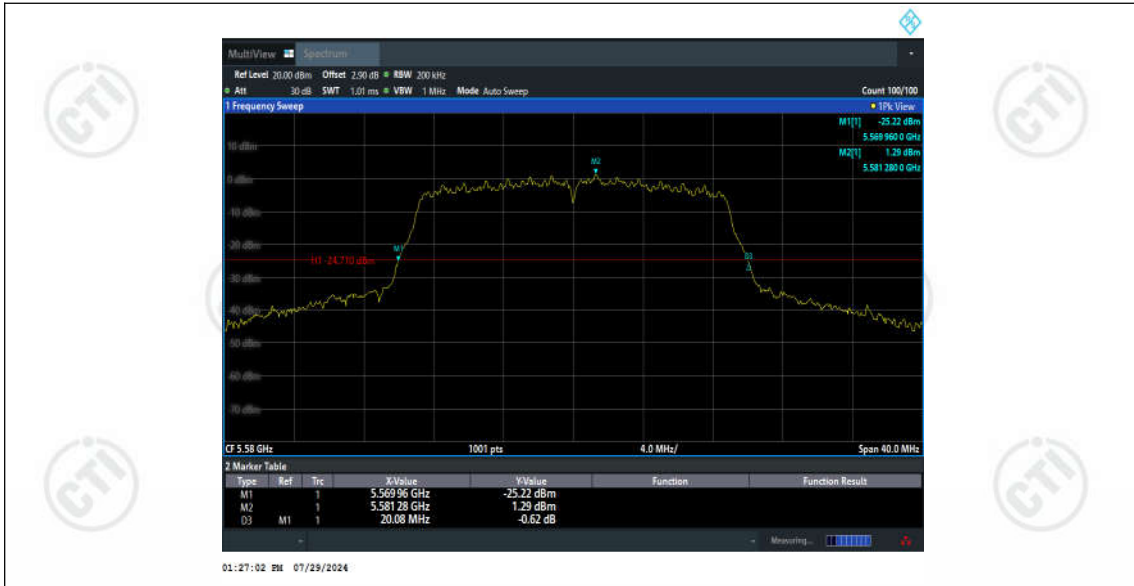 MultiView Spectrum
Ref Level 20.00 dBm Offset 2.90 dB RBW 200 kHz
Att 30 dB SWT 1.01 ms VBW 1 MHz Mode Auto Sweep Count 100/100
1 Frequency Sweep 1Pk View
M1[1] -25.22 dBm
5.569 960 0 GHz
M2[1] 1.29 dBm
5.581 280 0 GHz
10 dBm
M2
0 dBm
-10 dBm
-20 dBm
M1
H1 -24.710 dBm
D3
-30 dBm
-40 dBm
-50 dBm
-60 dBm
-70 dBm
CF 5.58 GHz 1001 pts 4.0 MHz/ Span 40.0 MHz
2 Marker Table
Type Ref Trc X-Value Y-Value Function Function Result
M1 1 5.56996 GHz -25.22 dBm
M2 1 5.58128 GHz 1.29 dBm
D3 M1 1 20.08 MHz -0.62 dB
Measuring...
01:27:02 PM 07/29/2024
CTI
CTI
CTI
CTI